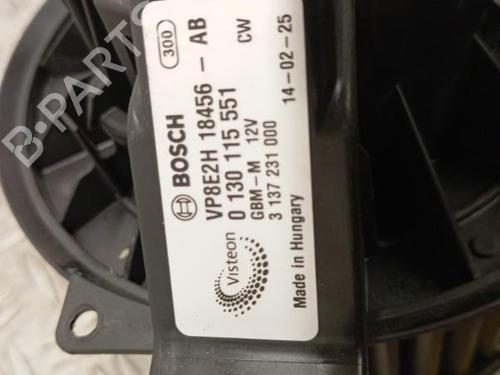 300
BOSCH
VP8E2H 18456 - AB
0 130 115 551 CW
GBM-M 12V
3 137 231 000
14-02-25
Made in Hungary
Visteon